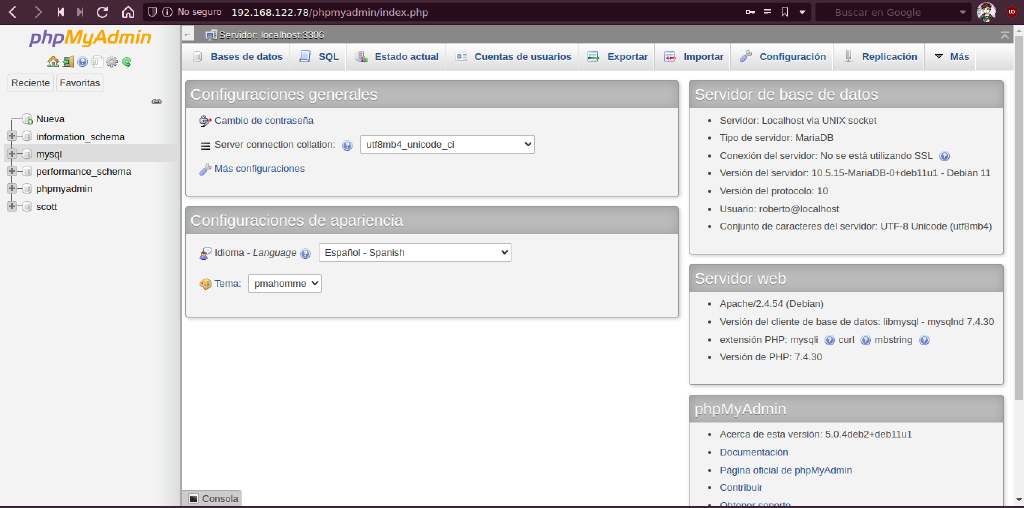 No seguro 192.168.122.78/phpmyadmin/index.php
Buscar en Google
phpMyAdmin
Reciente Favoritas
Nueva
information_schema
mysql
performance_schema
phpmyadmin
scott
Servidor: localhost:3306
Bases de datos SQL Estado actual Cuentas de usuarios Exportar Importar Configuración Replicación Más
Configuraciones generales
Cambio de contraseña
Server connection collation: utf8mb4_unicode_ci
Más configuraciones
Configuraciones de apariencia
Idioma - Language Español - Spanish
Tema: pmahomme
Servidor de base de datos
Servidor: Localhost via UNIX socket
Tipo de servidor: MariaDB
Conexión del servidor: No se está utilizando SSL
Versión del servidor: 10.5.15-MariaDB-0+deb11u1 - Debian 11
Versión del protocolo: 10
Usuario: roberto@localhost
Conjunto de caracteres del servidor: UTF-8 Unicode (utf8mb4)
Servidor web
Apache/2.4.54 (Debian)
Versión del cliente de base de datos: libmysql - mysqlnd 7.4.30
extensión PHP: mysqli curl mbstring
Versión de PHP: 7.4.30
phpMyAdmin
Acerca de esta versión: 5.0.4deb2+deb11u1
Documentación
Página oficial de phpMyAdmin
Contribuir
Obtener soporte
Consola